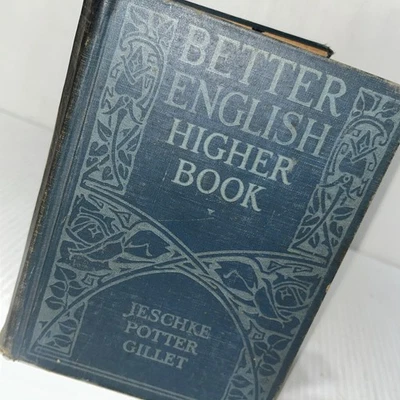 BETTER
ENGLISH
HIGHER
BOOK
JESCHKE
POTTER
GILLET